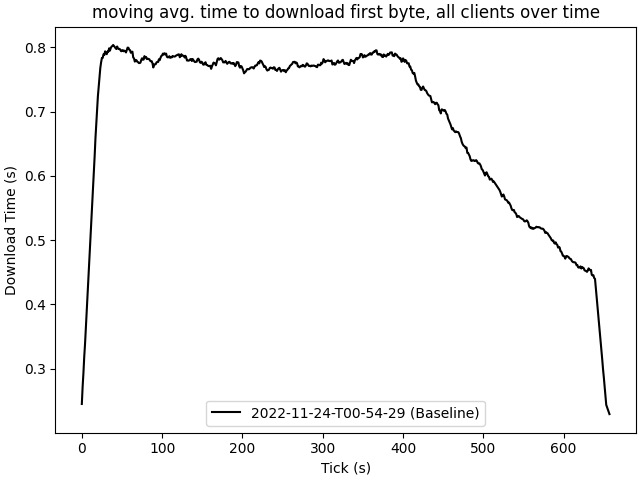 moving avg. time to download first byte, all clients over time
Download Time (s)
0.8
0.7
0.6
0.5
0.4
0.3
2022-11-24-T00-54-29 (Baseline)
0 100 200 300 400 500 600
Tick (s)